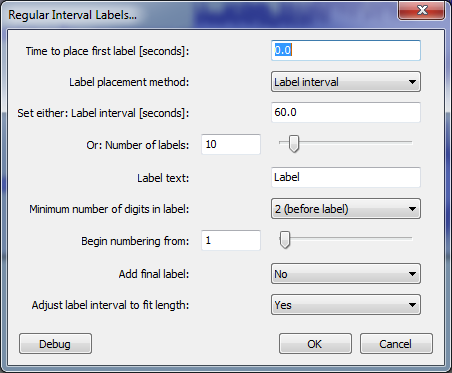 Regular Interval Labels...
Time to place first label [seconds]: 0.0
Label placement method: Label interval
Set either: Label interval [seconds]: 60.0
Or: Number of labels: 10
Label text: Label
Minimum number of digits in label: 2 (before label)
Begin numbering from: 1
Add final label: No
Adjust label interval to fit length: Yes
Debug OK Cancel